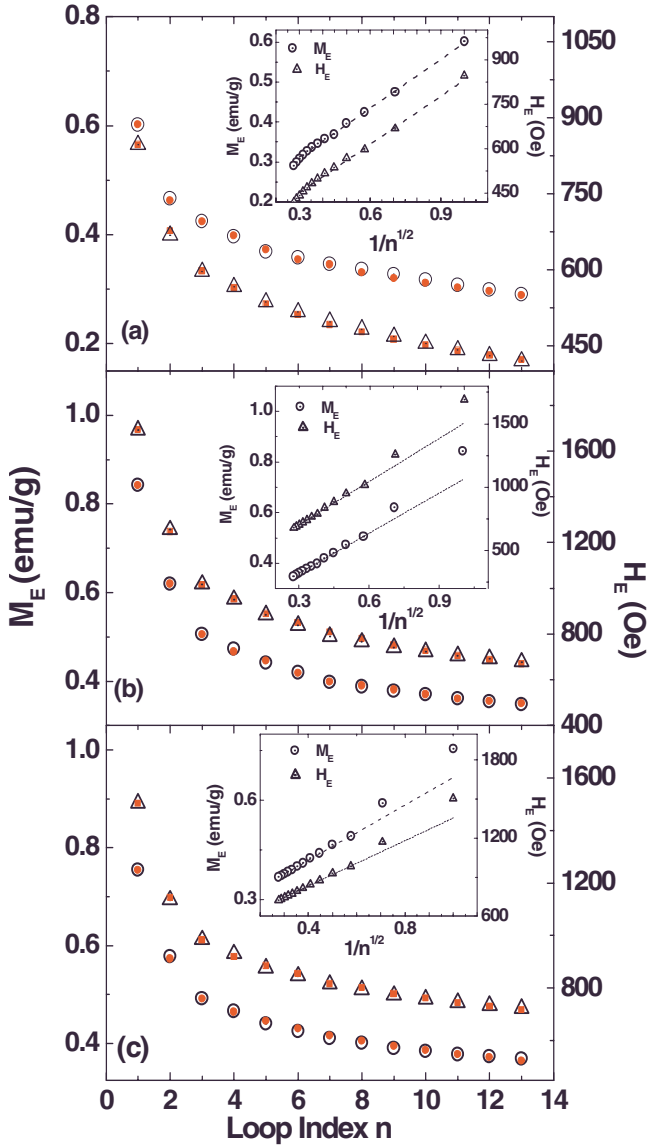 0.8
1050
0.6
900
0.4
750
0.2
600
450
(a)
0.6
0.5
0.4
0.3
0.2
M_E
H_E
M_E (emu/g)
H_E (Oe)
900
750
600
450
0.3 0.6 0.9
1/n^1/2
1.0
0.8
0.6
0.4
1600
1200
800
400
(b)
1.0
0.8
0.6
0.4
M_E
H_E
M_E (emu/g)
H_E (Oe)
1500
1000
500
0.3 0.6 0.9
1/n^1/2
M_E (emu/g)
H_E (Oe)
1.0
0.8
0.6
0.4
1600
1200
800
(c)
0.6
0.3
M_E
H_E
M_E (emu/g)
H_E (Oe)
1800
1200
600
0.4 0.8
1/n^1/2
0 2 4 6 8 10 12 14
Loop Index n